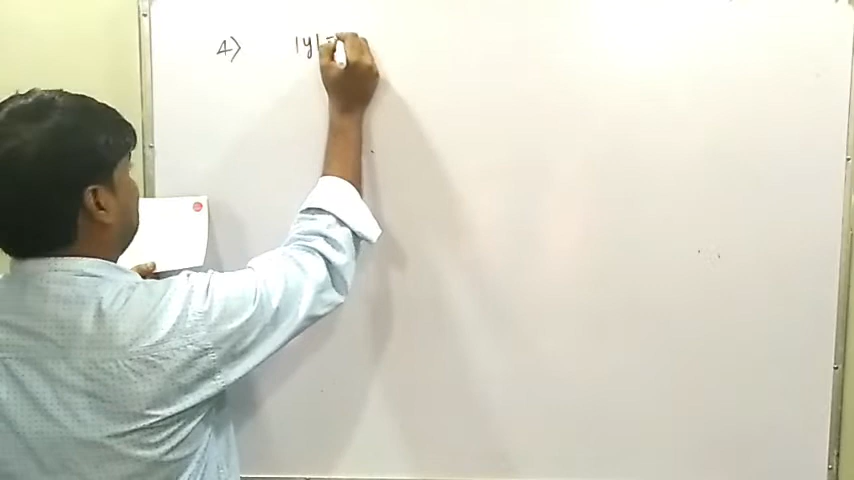 4) |y| =